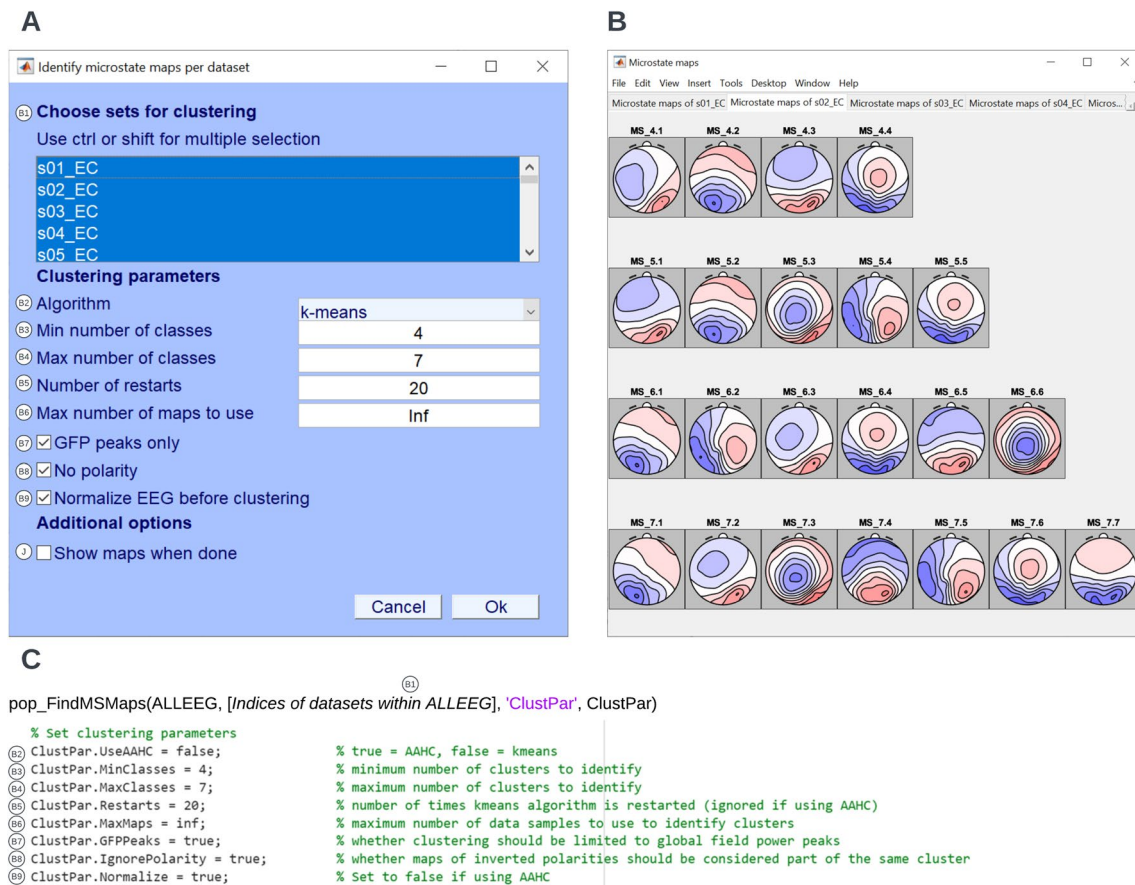 A
Identify microstate maps per dataset
B1 Choose sets for clustering
Use ctrl or shift for multiple selection
s01_EC
s02_EC
s03_EC
s04_EC
s05_EC
Clustering parameters
B2 Algorithm k-means
B3 Min number of classes 4
B4 Max number of classes 7
B5 Number of restarts 20
B6 Max number of maps to use Inf
B7 GFP peaks only
B8 No polarity
B9 Normalize EEG before clustering
Additional options
J Show maps when done
Cancel Ok
B
Microstate maps
File Edit View Insert Tools Desktop Window Help
Microstate maps of s01_EC Microstate maps of s02_EC Microstate maps of s03_EC Microstate maps of s04_EC Micros...
MS_4.1 MS_4.2 MS_4.3 MS_4.4
MS_5.1 MS_5.2 MS_5.3 MS_5.4 MS_5.5
MS_6.1 MS_6.2 MS_6.3 MS_6.4 MS_6.5 MS_6.6
MS_7.1 MS_7.2 MS_7.3 MS_7.4 MS_7.5 MS_7.6 MS_7.7
C
B1
pop_FindMSMaps(ALLEEG, [Indices of datasets within ALLEEG], 'ClustPar', ClustPar)
% Set clustering parameters
B2 ClustPar.UseAAHC = false; % true = AAHC, false = kmeans
B3 ClustPar.MinClasses = 4; % minimum number of clusters to identify
B4 ClustPar.MaxClasses = 7; % maximum number of clusters to identify
B5 ClustPar.Restarts = 20; % number of times kmeans algorithm is restarted (ignored if using AAHC)
B6 ClustPar.MaxMaps = inf; % maximum number of data samples to use to identify clusters
B7 ClustPar.GFPPeaks = true; % whether clustering should be limited to global field power peaks
B8 ClustPar.IgnorePolarity = true; % whether maps of inverted polarities should be considered part of the same cluster
B9 ClustPar.Normalize = true; % Set to false if using AAHC